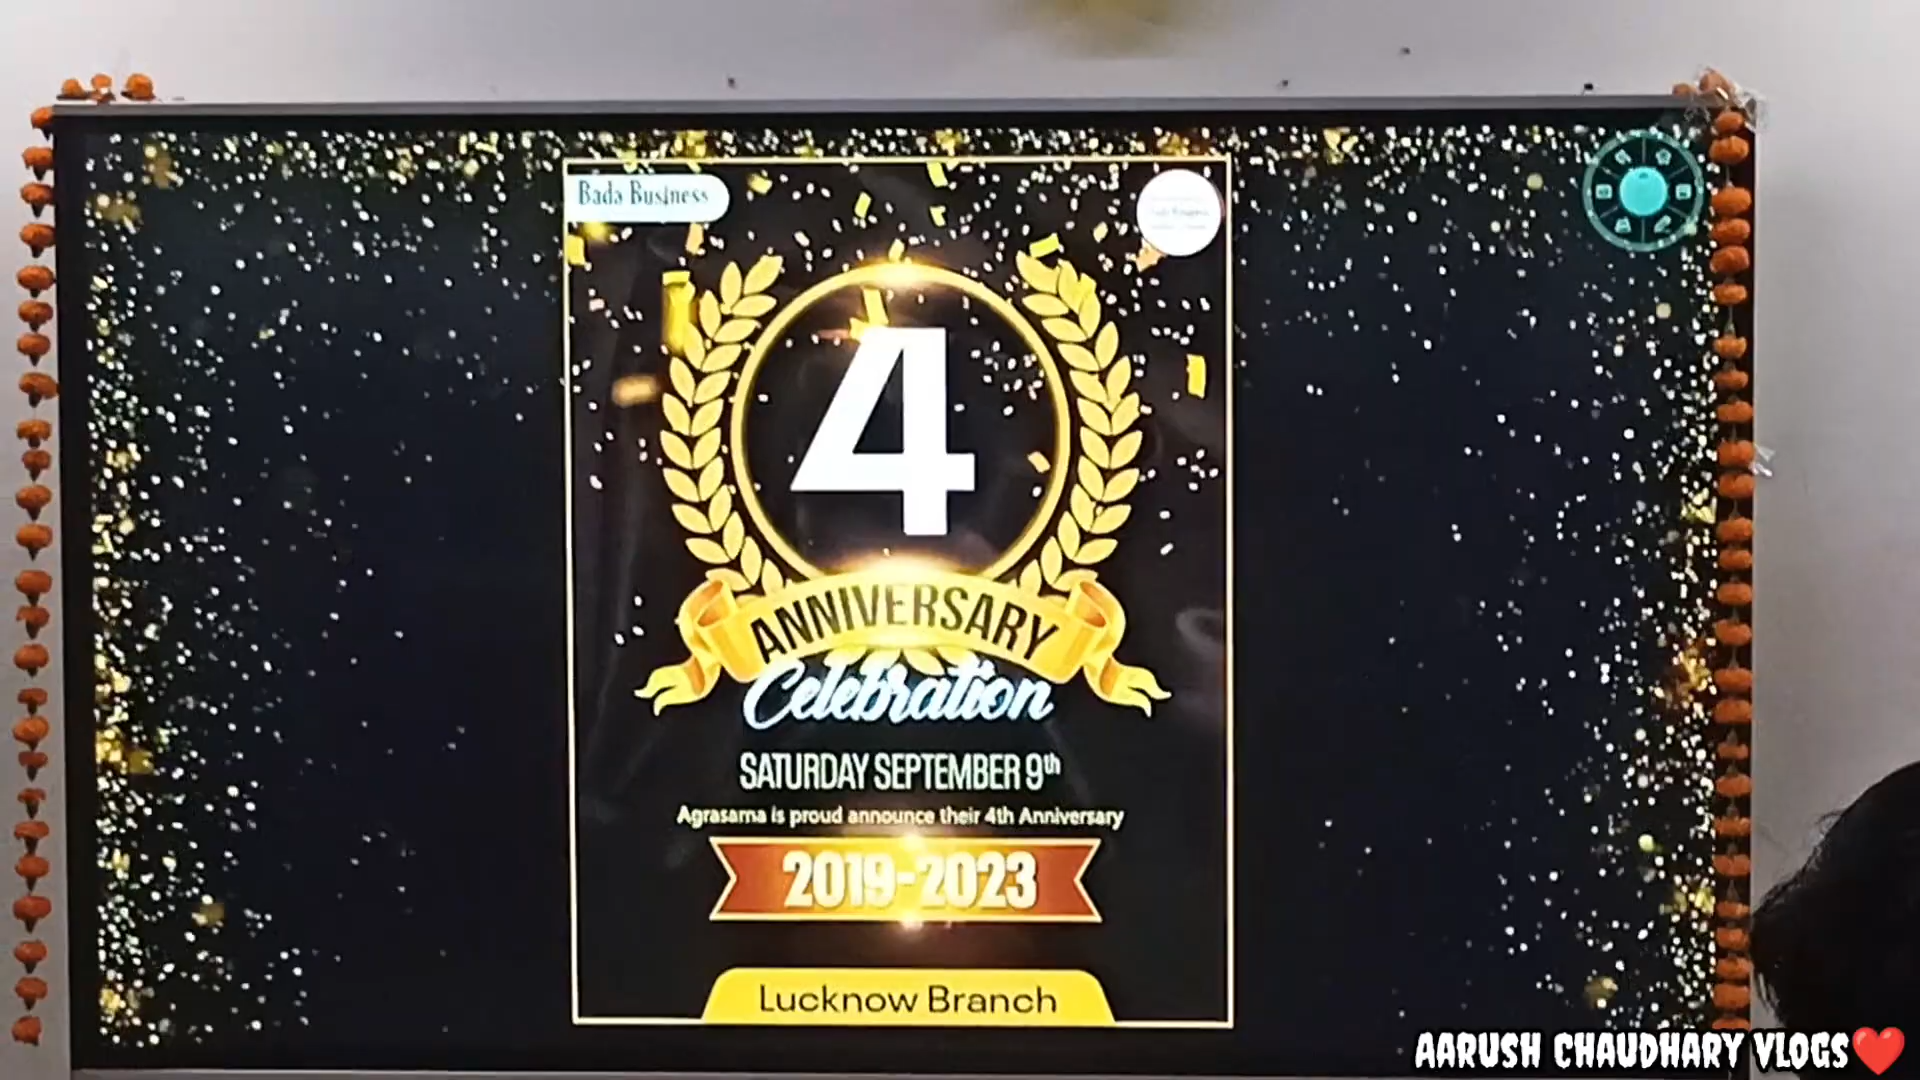 Bada Business
4
ANNIVERSARY
Celebration
SATURDAY SEPTEMBER 9th
Agrasarna is proud announce their 4th Anniversary
2019-2023
Lucknow Branch
AARUSH CHAUDHARY VLOGS❤️